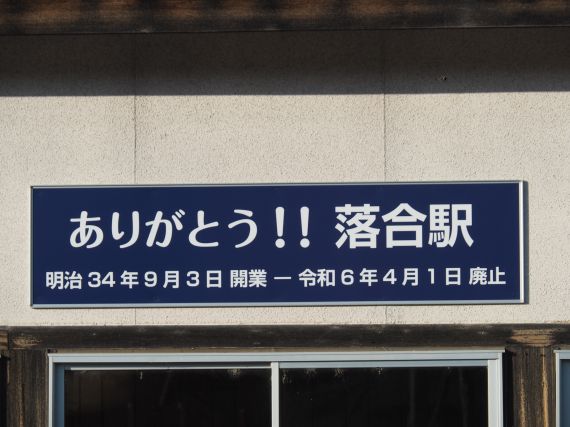 ありがとう!! 落合駅
明治34年9月3日 開業 ― 令和6年4月1日 廃止